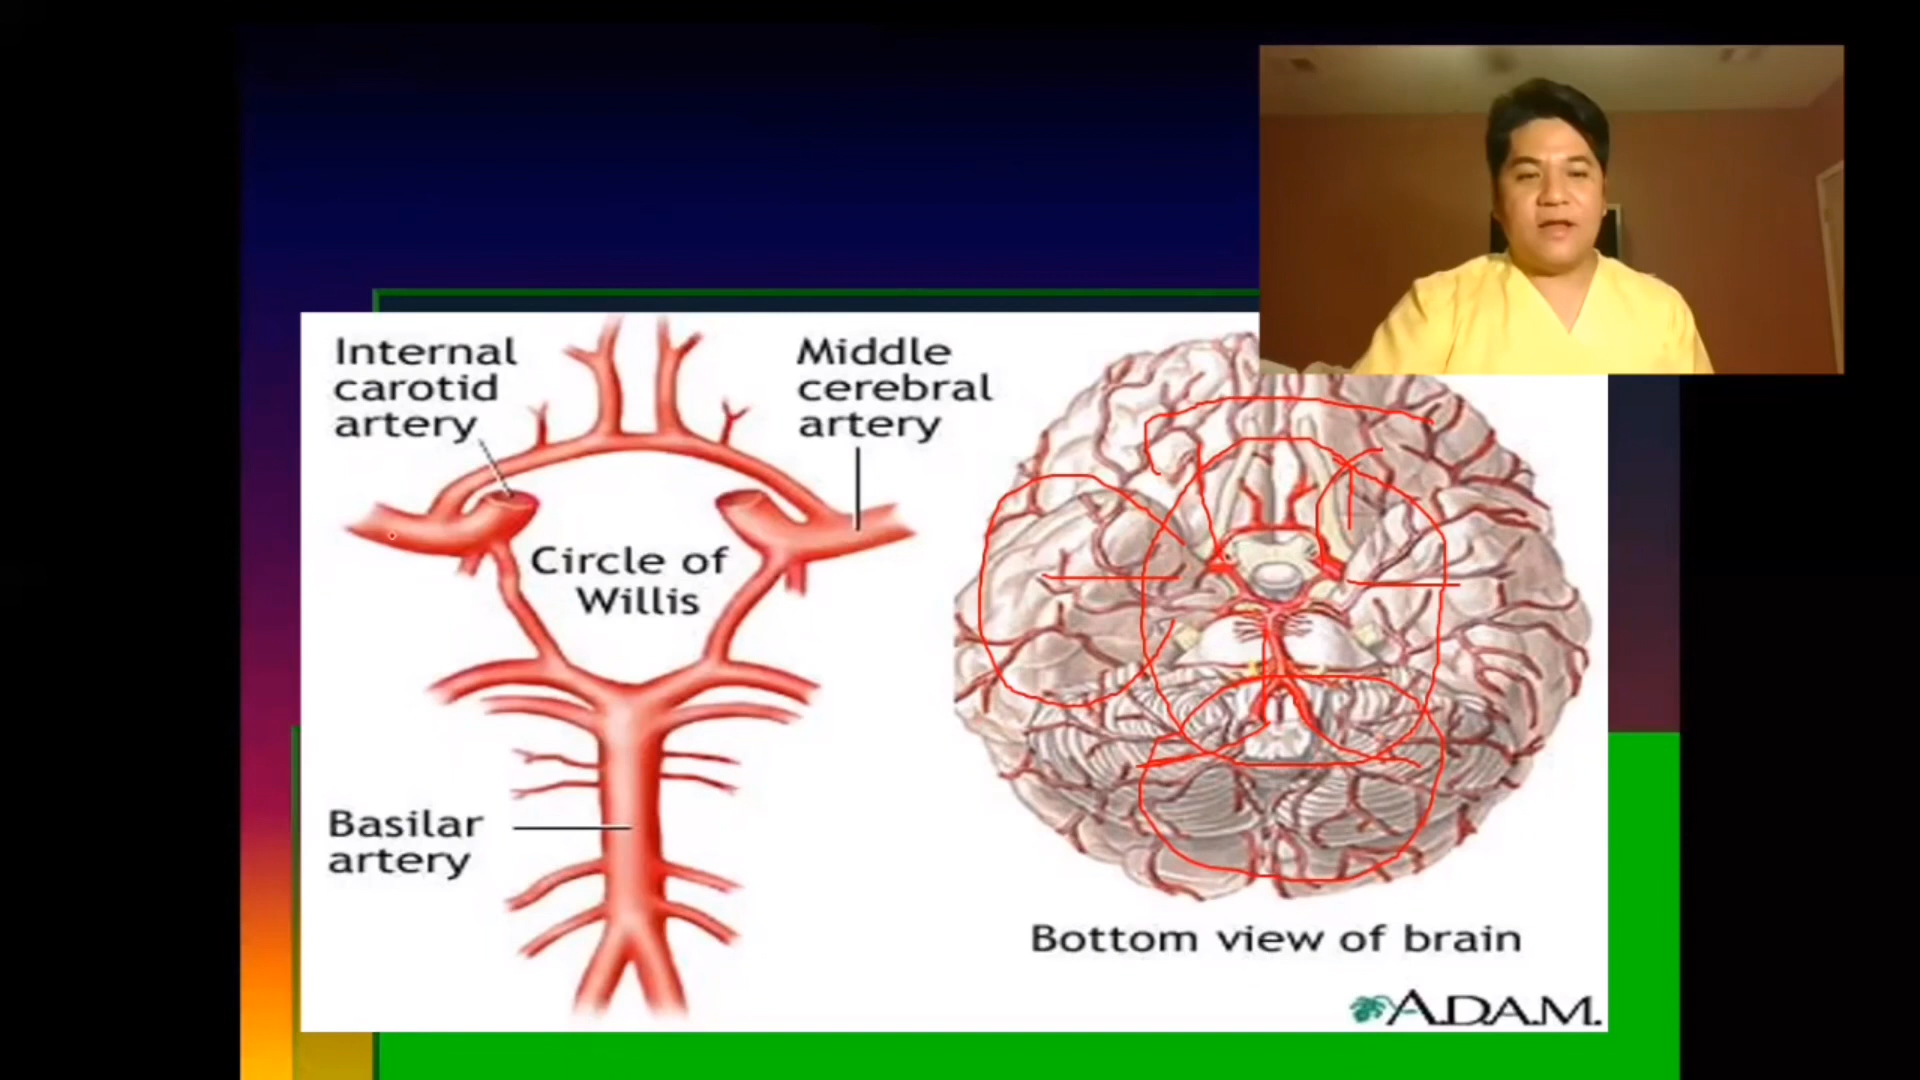 Internal
carotid
artery
Middle
cerebral
artery
Circle of
Willis
Basilar
artery
Bottom view of brain
A.D.A.M.